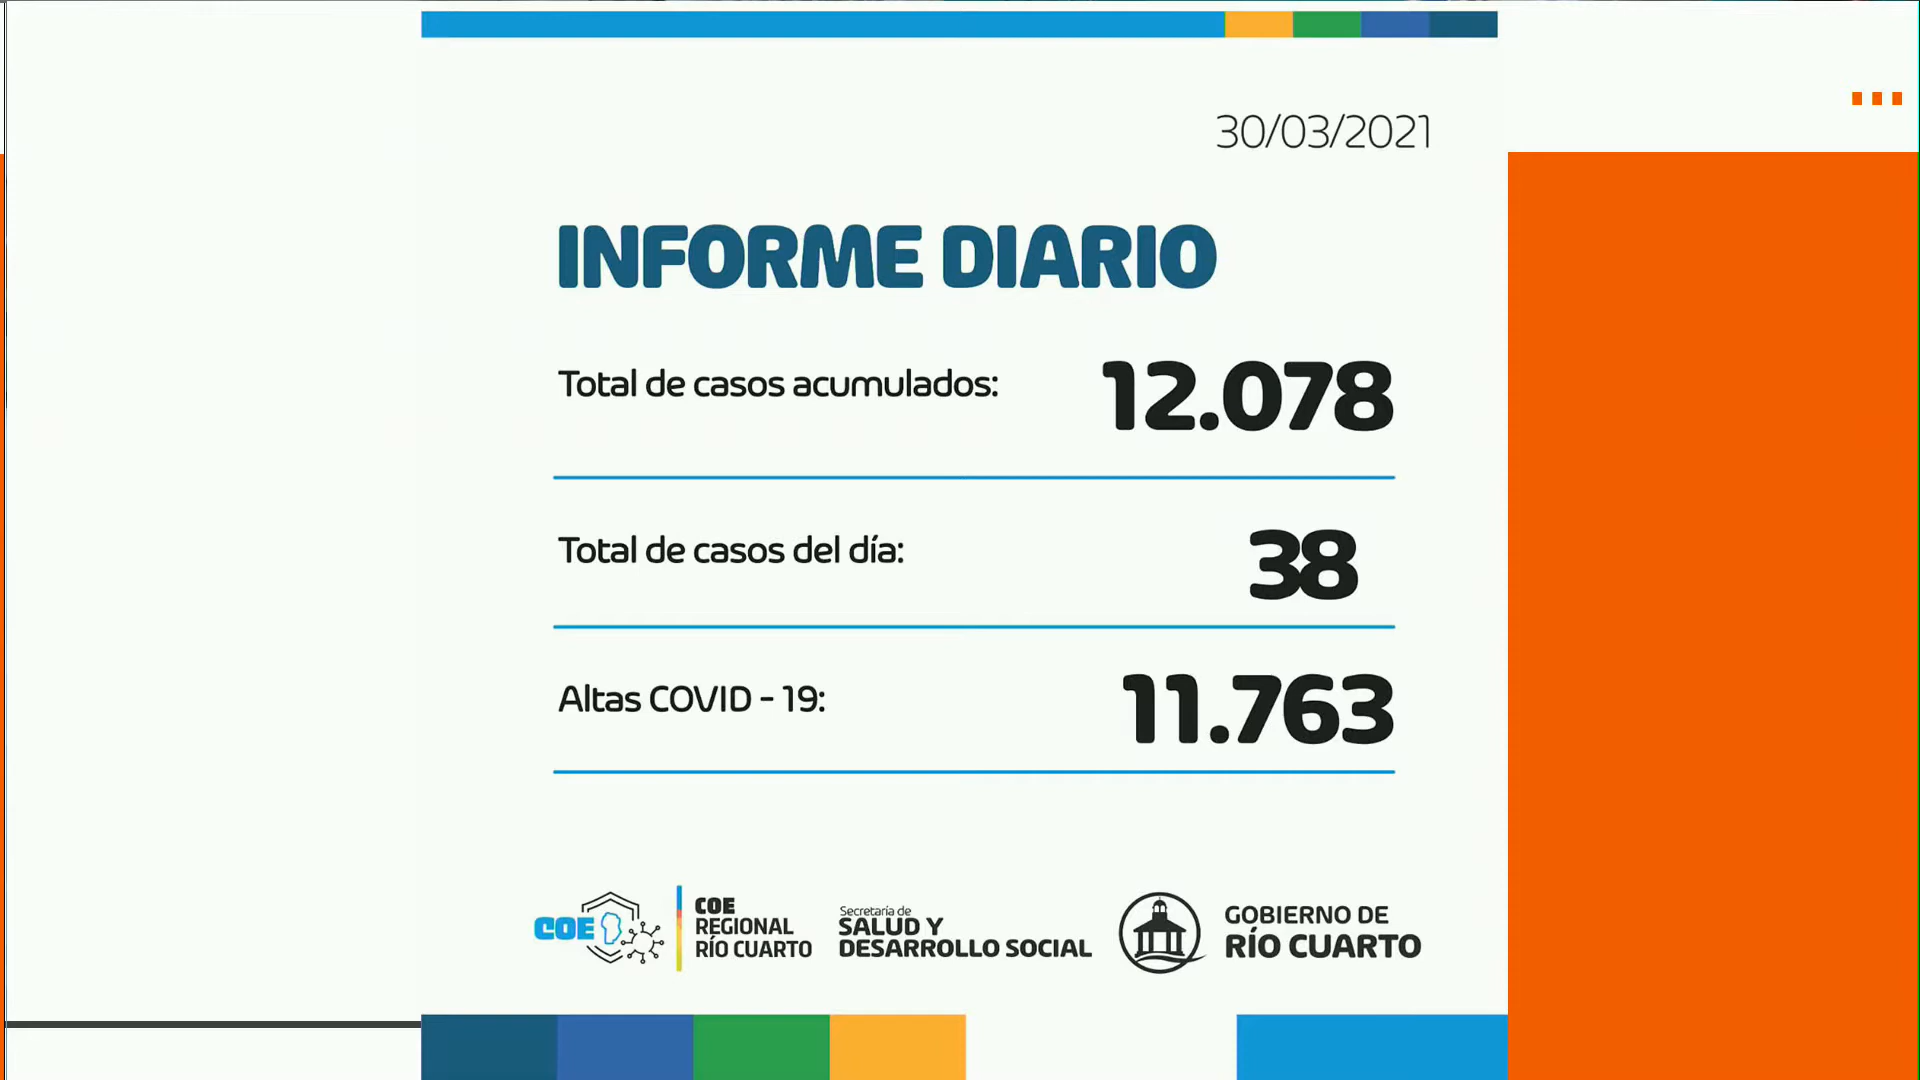 30/03/2021
INFORME DIARIO
Total de casos acumulados: 12.078
Total de casos del día: 38
Altas COVID - 19: 11.763
COE
COE
REGIONAL
RÍO CUARTO
Secretaría de
SALUD Y
DESARROLLO SOCIAL
GOBIERNO DE
RÍO CUARTO